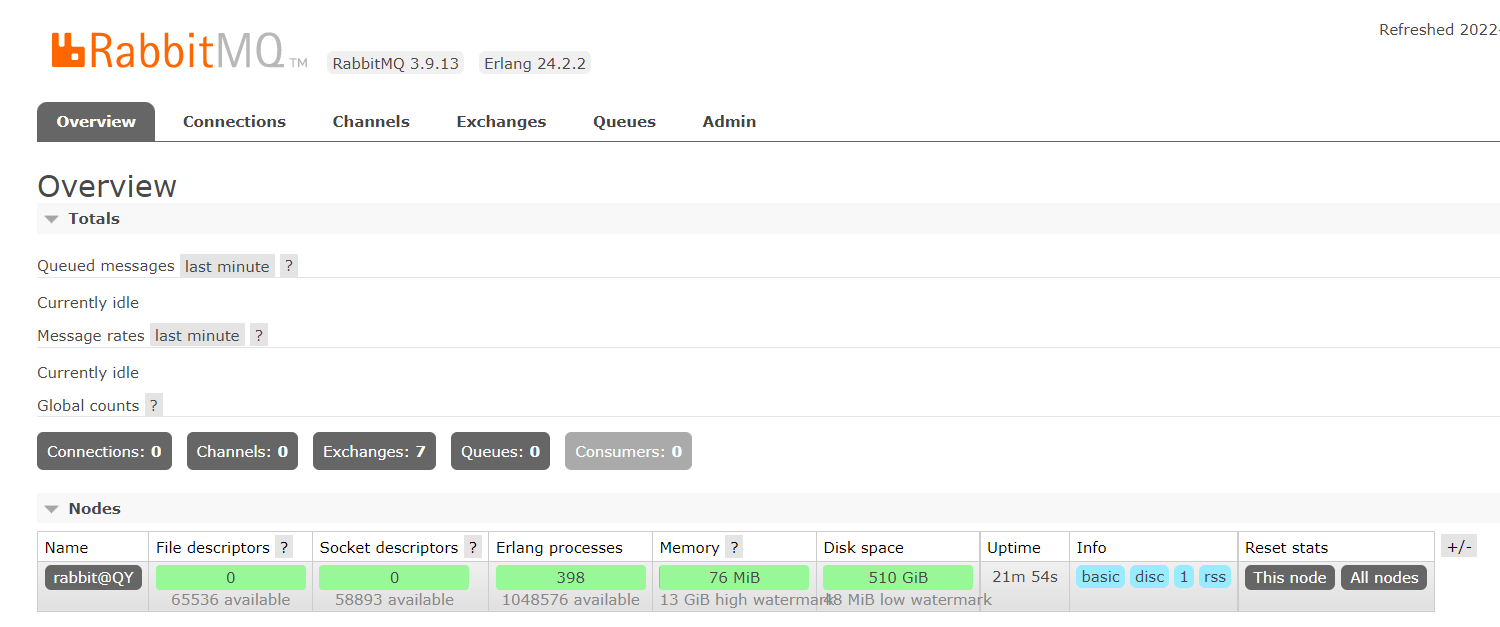 Refreshed 2022-
RabbitMQ TM RabbitMQ 3.9.13 Erlang 24.2.2
Overview Connections Channels Exchanges Queues Admin
Overview
Totals
Queued messages last minute ?
Currently idle
Message rates last minute ?
Currently idle
Global counts ?
Connections: 0 Channels: 0 Exchanges: 7 Queues: 0 Consumers: 0
Nodes
Name File descriptors ? Socket descriptors ? Erlang processes Memory ? Disk space Uptime Info Reset stats +/-
rabbit@QY 0 0 398 76 MiB 510 GiB 21m 54s basic disc 1 rss This node All nodes
65536 available 58893 available 1048576 available 13 GiB high watermark 48 MiB low watermark